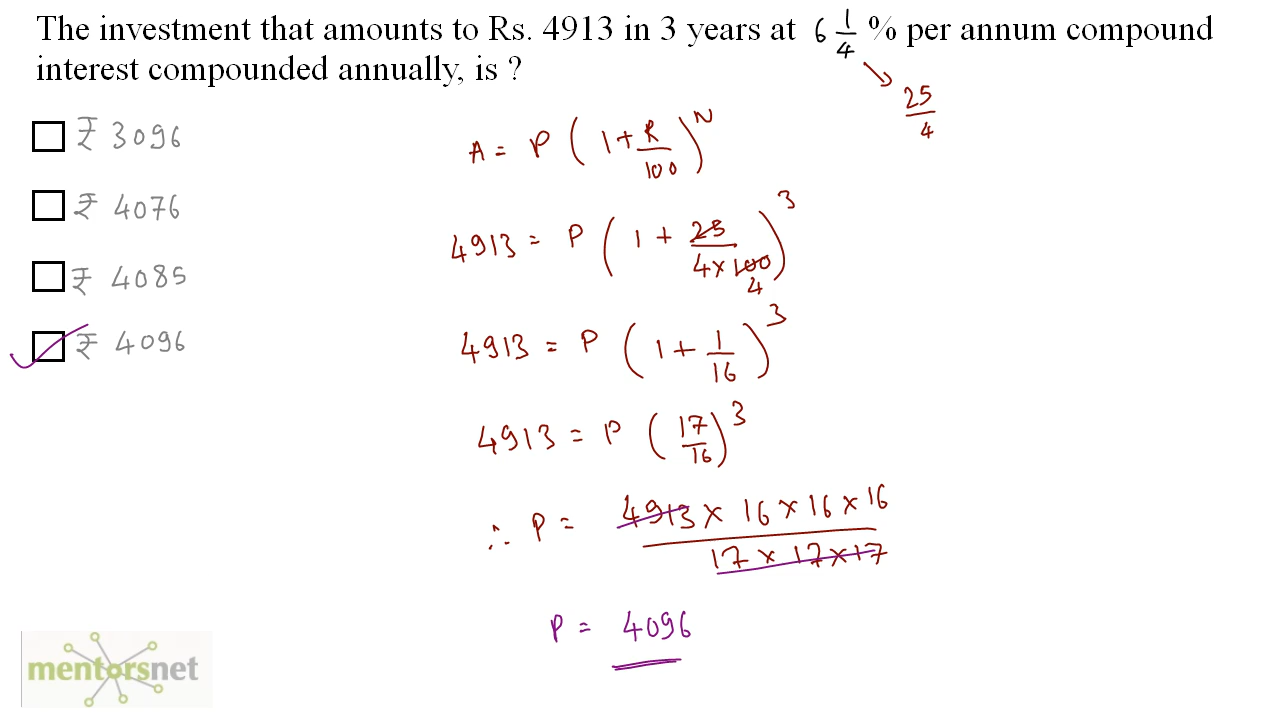 The investment that amounts to Rs. 4913 in 3 years at 6 1/4 % per annum compound
interest compounded annually, is ?
25/4
₹ 3096
₹ 4076
₹ 4085
₹ 4096
A = P ( 1 + R/100 )^N
4913 = P ( 1 + 25/4 × 100 )^3
4
4913 = P ( 1 + 1/16 )^3
4913 = P ( 17/16 )^3
∴ P = 4913 × 16 × 16 × 16
17 × 17 × 17
P = 4096
mentorsnet